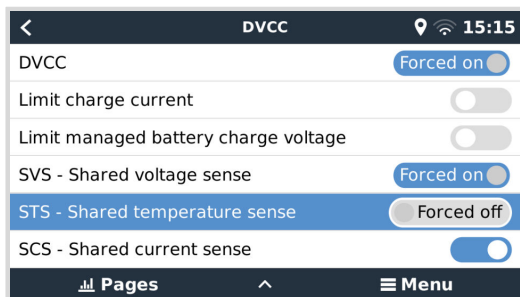 DVCC 15:15
DVCC Forced on
Limit charge current
Limit managed battery charge voltage
SVS - Shared voltage sense Forced on
STS - Shared temperature sense Forced off
SCS - Shared current sense
Pages Menu